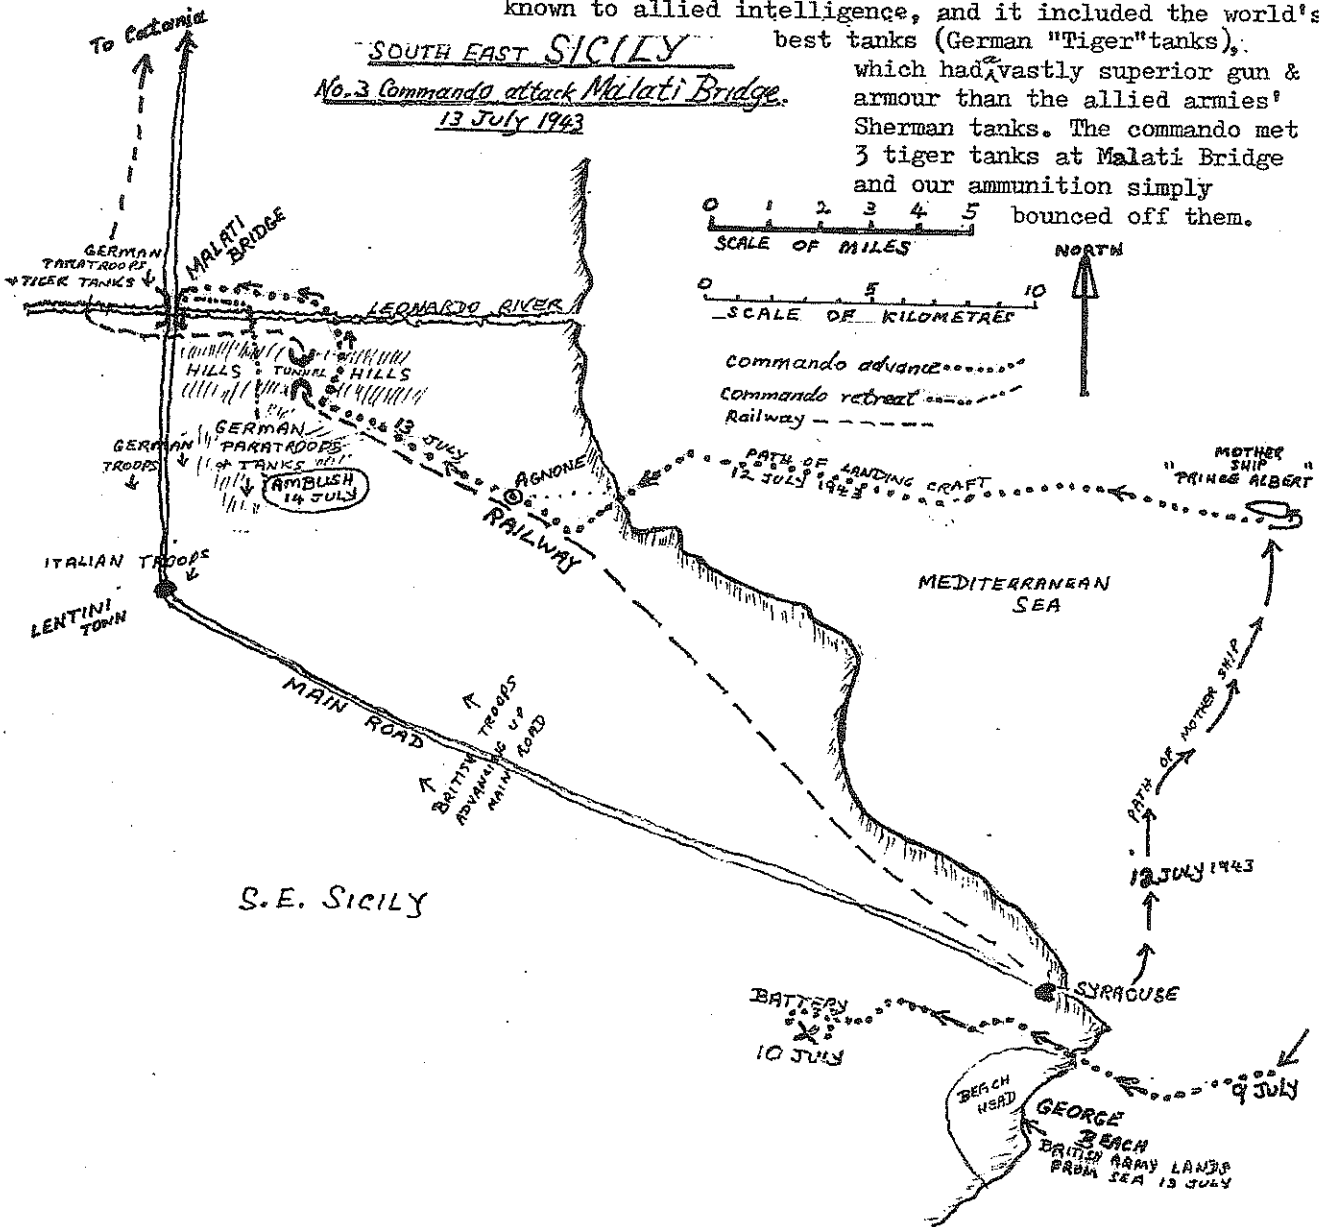 known to allied intelligence, and it included the world's
best tanks (German "Tiger"tanks),
which had a vastly superior gun &
armour than the allied armies'
Sherman tanks. The commando met
3 tiger tanks at Malati Bridge
and our ammunition simply
bounced off them.
SOUTH EAST SICILY
No.3 Commando attack Malati Bridge.
13 July 1943
To Catania
0 1 2 3 4 5
SCALE OF MILES
0 5 10
SCALE OF KILOMETRES
NORTH
Commando advance
Commando retreat
Railway
GERMAN
PARATROOPS
+ TIGER TANKS
MALATI
BRIDGE
LEONARDO RIVER
HILLS TUNNEL HILLS
GERMAN
TROOPS
GERMAN
PARATROOPS
+ TANKS
AMBUSH
14 JULY
13 JULY
AGNONE
RAILWAY
PATH OF LANDING CRAFT
12 JULY 1943
MOTHER
SHIP
"PRINCE ALBERT"
ITALIAN TROOPS
LENTINI
TOWN
MEDITERRANEAN
SEA
MAIN ROAD
BRITISH TROOPS
ADVANCING UP
MAIN ROAD
PATH OF MOTHER SHIP
12 JULY 1943
S.E. SICILY
SYRACUSE
BATTERY
10 JULY
9 JULY
BEACH
HEAD
GEORGE
BEACH
BRITISH ARMY LANDS
FROM SEA JULY